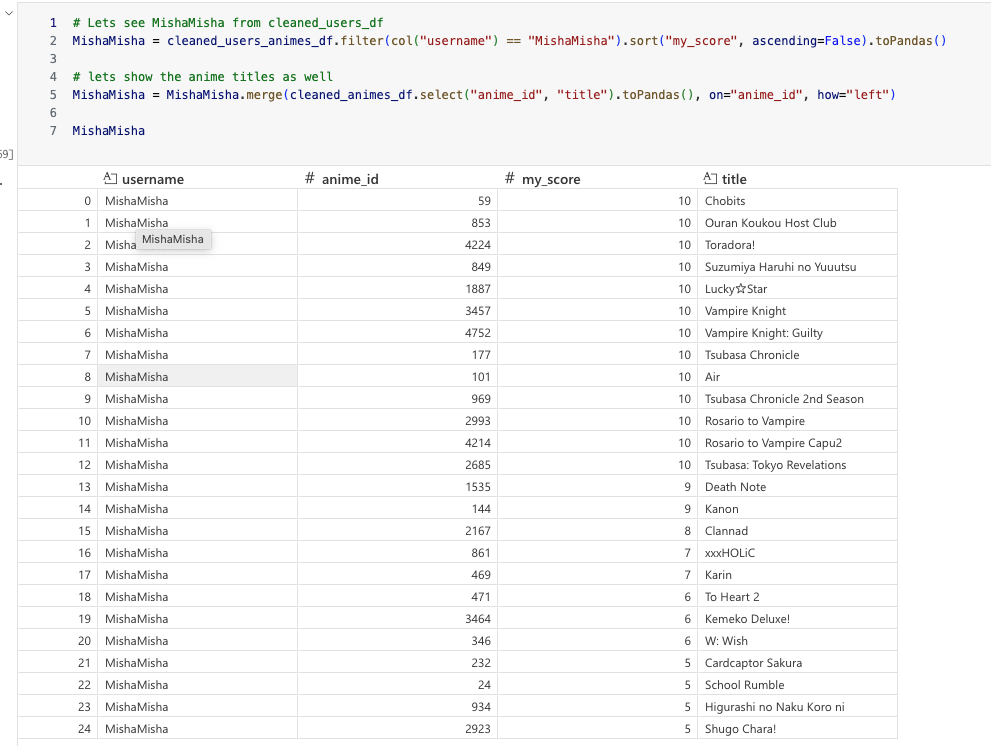 1 # Lets see MishaMisha from cleaned_users_df
2 MishaMisha = cleaned_users_animes_df.filter(col("username") == "MishaMisha").sort("my_score", ascending=False).toPandas()
3
4 # lets show the anime titles as well
5 MishaMisha = MishaMisha.merge(cleaned_animes_df.select("anime_id", "title").toPandas(), on="anime_id", how="left")
6
7 MishaMisha
59]
username # anime_id # my_score title
0 MishaMisha 59 10 Chobits
1 MishaMisha 853 10 Ouran Koukou Host Club
MishaMisha
2 Misha 4224 10 Toradora!
3 MishaMisha 849 10 Suzumiya Haruhi no Yuuutsu
4 MishaMisha 1887 10 Lucky☆Star
5 MishaMisha 3457 10 Vampire Knight
6 MishaMisha 4752 10 Vampire Knight: Guilty
7 MishaMisha 177 10 Tsubasa Chronicle
8 MishaMisha 101 10 Air
9 MishaMisha 969 10 Tsubasa Chronicle 2nd Season
10 MishaMisha 2993 10 Rosario to Vampire
11 MishaMisha 4214 10 Rosario to Vampire Capu2
12 MishaMisha 2685 10 Tsubasa: Tokyo Revelations
13 MishaMisha 1535 9 Death Note
14 MishaMisha 144 9 Kanon
15 MishaMisha 2167 8 Clannad
16 MishaMisha 861 7 xxxHOLiC
17 MishaMisha 469 7 Karin
18 MishaMisha 471 6 To Heart 2
19 MishaMisha 3464 6 Kemeko Deluxe!
20 MishaMisha 346 6 W: Wish
21 MishaMisha 232 5 Cardcaptor Sakura
22 MishaMisha 24 5 School Rumble
23 MishaMisha 934 5 Higurashi no Naku Koro ni
24 MishaMisha 2923 5 Shugo Chara!